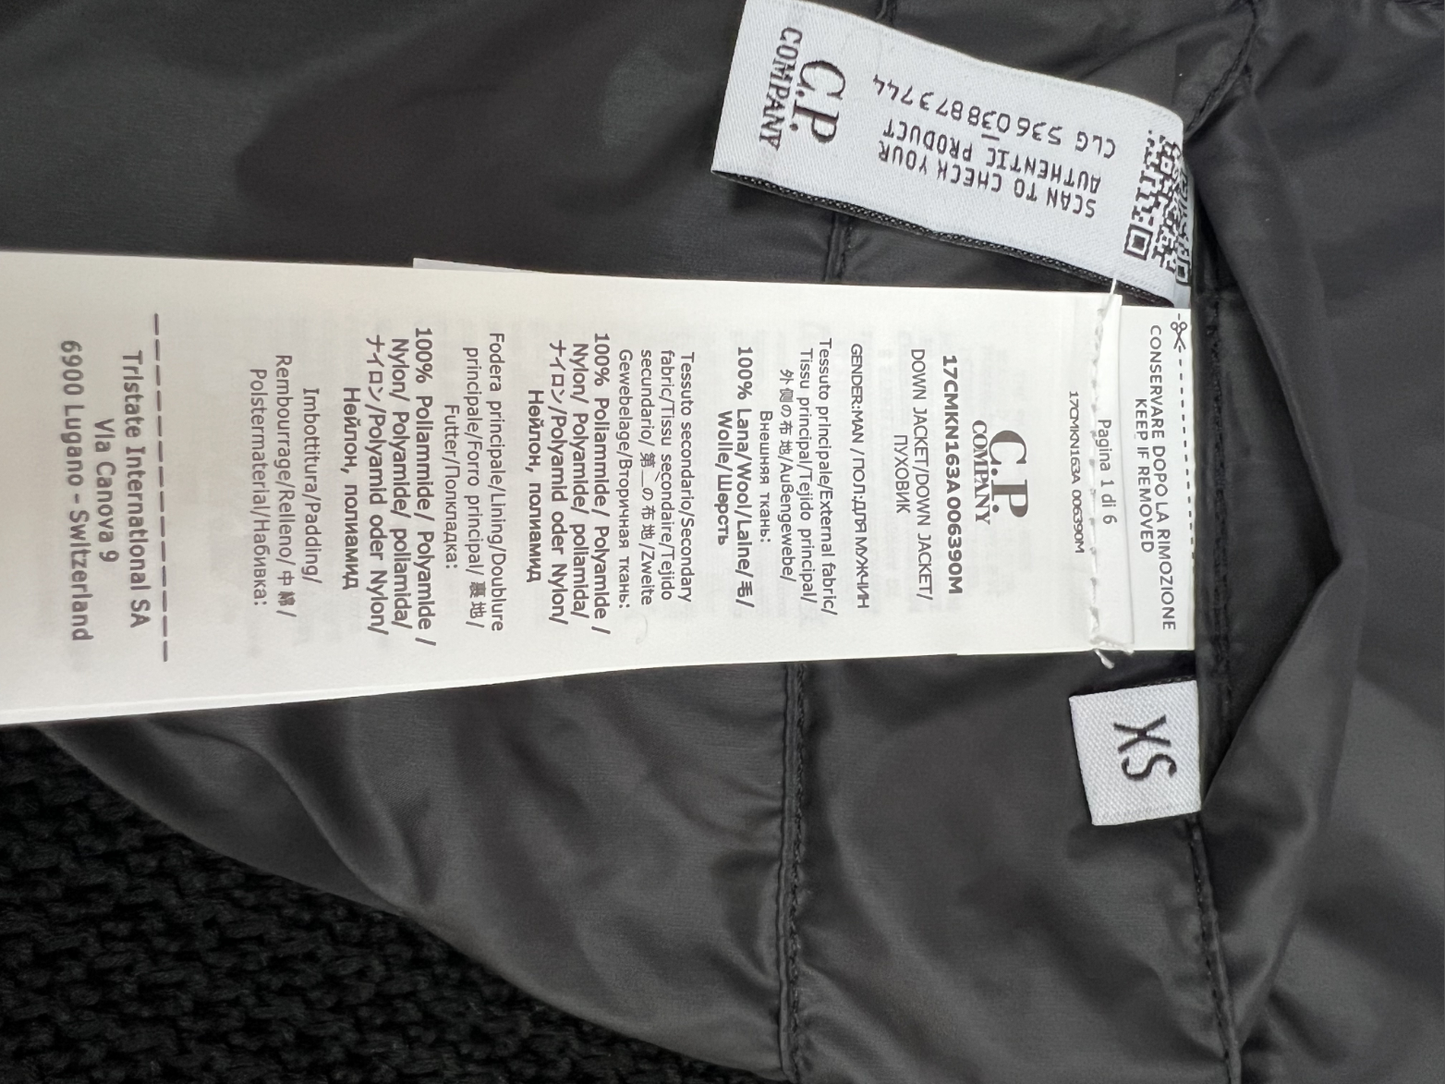 C.P.
COMPANY
CLG 536 038 873 744
SCAN TO CHECK YOUR
AUTHENTIC PRODUCT
CONSERVARE DOPO LA RIMOZIONE
KEEP IF REMOVED
Pagina 1 di 6
17CMKN163A 006390M
C.P.
COMPANY
17CMKN163A 006390M
DOWN JACKET/DOWN JACKET/
ПУХОВИК
GENDER:MAN / ПОЛ:ДЛЯ МУЖЧИН
Tessuto principale/External fabric/
Tissu principal/Tejido principal/
外側の布地/Außengewebe/
Внешняя ткань:
100% Lana/Wool/Laine/毛/
Wolle/Шерсть
Tessuto secondario/Secondary
fabric/Tissu secondaire/Tejido
secundario/ 第二の布地/Zweite
Gewebelage/Вторичная ткань:
100% Poliammide/ Polyamide /
Nylon/ Polyamide/ poliamida/
ナイロン/Polyamid oder Nylon/
Нейлон, полиамид
Fodera principale/Lining/Doublure
principale/Forro principal/ 裏地/
Futter/Подкладка:
100% Poliammide/ Polyamide /
Nylon/ Polyamide/ poliamida/
ナイロン/Polyamid oder Nylon/
Нейлон, полиамид
Imbottitura/Padding/
Rembourrage/Relleno/ 中綿/
Polstermaterial/Набивка:
Tristate International SA
Via Canova 9
6900 Lugano - Switzerland
XS